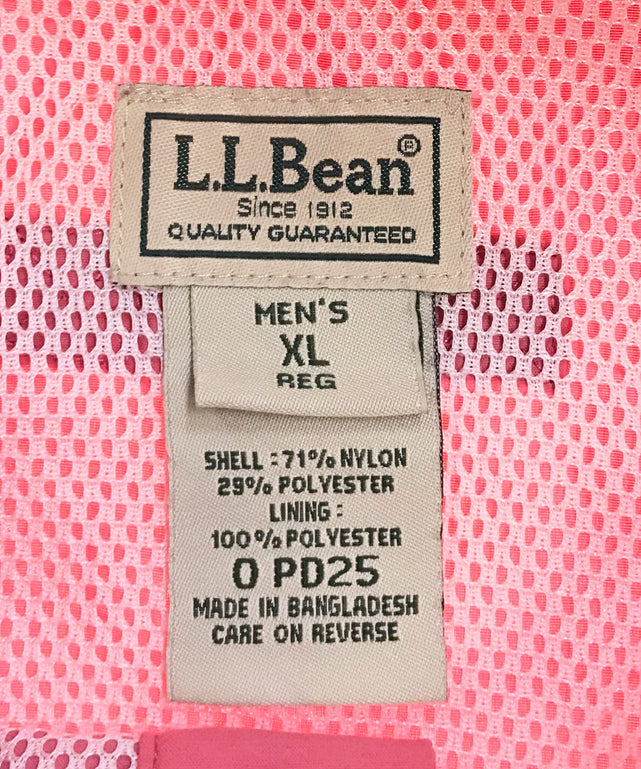 L.L.Bean®
Since 1912
QUALITY GUARANTEED
MEN'S
XL
REG
SHELL : 71% NYLON
29% POLYESTER
LINING :
100% POLYESTER
0 PD25
MADE IN BANGLADESH
CARE ON REVERSE